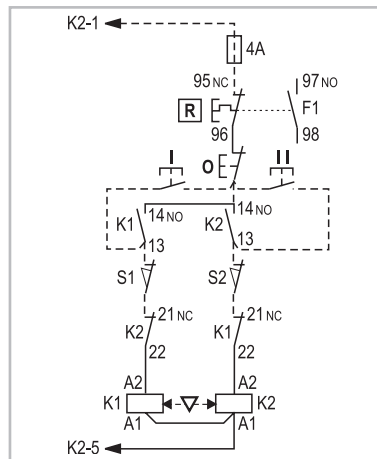 K2-1
4A
95 NC
97 NO
R
F1
96
98
I
O
II
14 NO
14 NO
K1
K2
13
13
S1
S2
21 NC
21 NC
K2
K1
22
22
A2
A2
K1
K2
A1
A1
K2-5